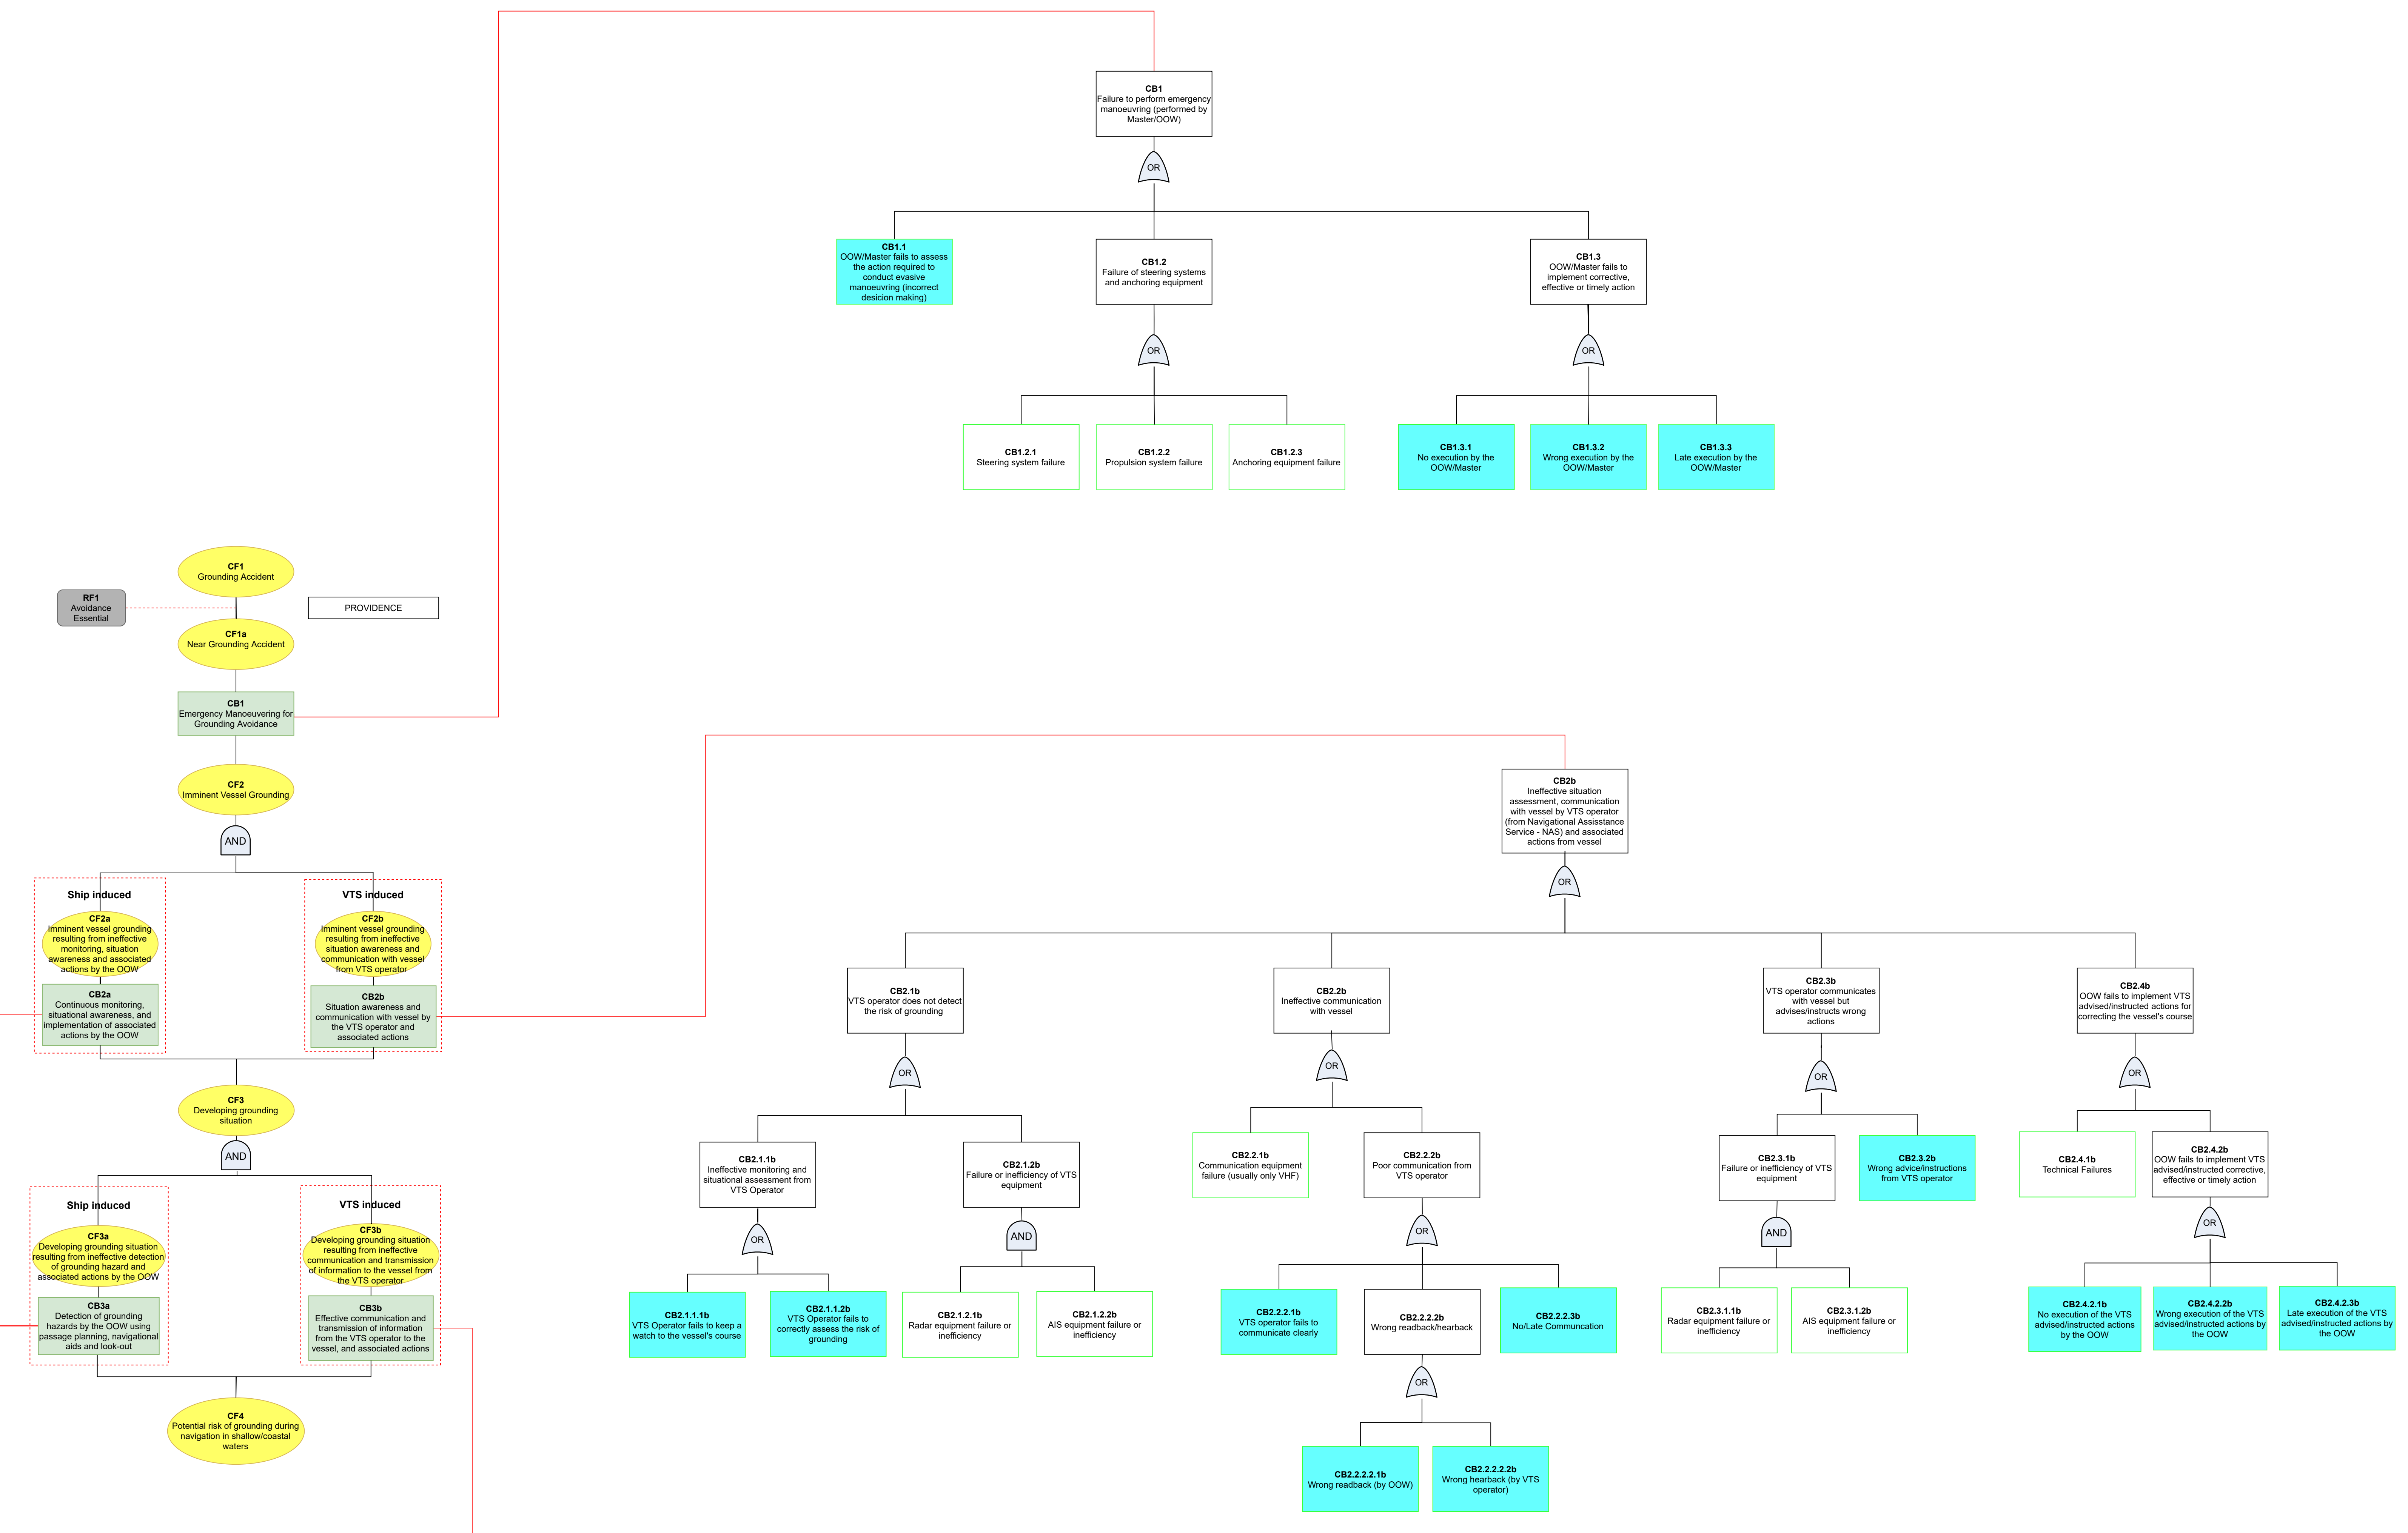 CB1
Failure to perform emergency
manoeuvring (performed by
Master/OOW)
OR
CB1.1
OOW/Master fails to assess
the action required to
conduct evasive
manoeuvring (incorrect
desicion making)
CB1.2
Failure of steering systems
and anchoring equipment
CB1.3
OOW/Master fails to
implement corrective,
effective or timely action
OR
OR
CB1.2.1
Steering system failure
CB1.2.2
Propulsion system failure
CB1.2.3
Anchoring equipment failure
CB1.3.1
No execution by the
OOW/Master
CB1.3.2
Wrong execution by the
OOW/Master
CB1.3.3
Late execution by the
OOW/Master
CF1
Grounding Accident
RF1
Avoidance
Essential
PROVIDENCE
CF1a
Near Grounding Accident
CB1
Emergency Manoeuvering for
Grounding Avoidance
CF2
Imminent Vessel Grounding
AND
Ship induced
CF2a
Imminent vessel grounding
resulting from ineffective
monitoring, situation
awareness and associated
actions by the OOW
CB2a
Continuous monitoring,
situational awareness, and
implementation of associated
actions by the OOW
VTS induced
CF2b
Imminent vessel grounding
resulting from ineffective
situation awareness and
communication with vessel
from VTS operator
CB2b
Situation awareness and
communication with vessel by
the VTS operator and
associated actions
CF3
Developing grounding
situation
AND
Ship induced
CF3a
Developing grounding situation
resulting from ineffective detection
of grounding hazard and
associated actions by the OOW
CB3a
Detection of grounding
hazards by the OOW using
passage planning, navigational
aids and look-out
VTS induced
CF3b
Developing grounding situation
resulting from ineffective
communication and transmission
of information to the vessel from
the VTS operator
CB3b
Effective communication and
transmission of information
from the VTS operator to the
vessel, and associated actions
CF4
Potential risk of grounding during
navigation in shallow/coastal
waters
CB2b
Ineffective situation
assessment, communication
with vessel by VTS operator
(from Navigational Assisstance
Service - NAS) and associated
actions from vessel
OR
CB2.1b
VTS operator does not detect
the risk of grounding
CB2.2b
Ineffective communication
with vessel
CB2.3b
VTS operator communicates
with vessel but
advises/instructs wrong
actions
CB2.4b
OOW fails to implement VTS
advised/instructed actions for
correcting the vessel's course
OR
OR
OR
OR
CB2.1.1b
Ineffective monitoring and
situational assessment from
VTS Operator
CB2.1.2b
Failure or inefficiency of VTS
equipment
CB2.2.1b
Communication equipment
failure (usually only VHF)
CB2.2.2b
Poor communication from
VTS operator
CB2.3.1b
Failure or inefficiency of VTS
equipment
CB2.3.2b
Wrong advice/instructions
from VTS operator
CB2.4.1b
Technical Failures
CB2.4.2b
OOW fails to implement VTS
advised/instructed corrective,
effective or timely action
OR
AND
OR
AND
OR
CB2.1.1.1b
VTS Operator fails to keep a
watch to the vessel's course
CB2.1.1.2b
VTS Operator fails to
correctly assess the risk of
grounding
CB2.1.2.1b
Radar equipment failure or
inefficiency
CB2.1.2.2b
AIS equipment failure or
inefficiency
CB2.2.2.1b
VTS operator fails to
communicate clearly
CB2.2.2.2b
Wrong readback/hearback
CB2.2.2.3b
No/Late Communcation
CB2.3.1.1b
Radar equipment failure or
inefficiency
CB2.3.1.2b
AIS equipment failure or
inefficiency
CB2.4.2.1b
No execution of the VTS
advised/instructed actions
by the OOW
CB2.4.2.2b
Wrong execution of the VTS
advised/instructed actions by
the OOW
CB2.4.2.3b
Late execution of the VTS
advised/instructed actions by
the OOW
OR
CB2.2.2.2.1b
Wrong readback (by OOW)
CB2.2.2.2.2b
Wrong hearback (by VTS
operator)